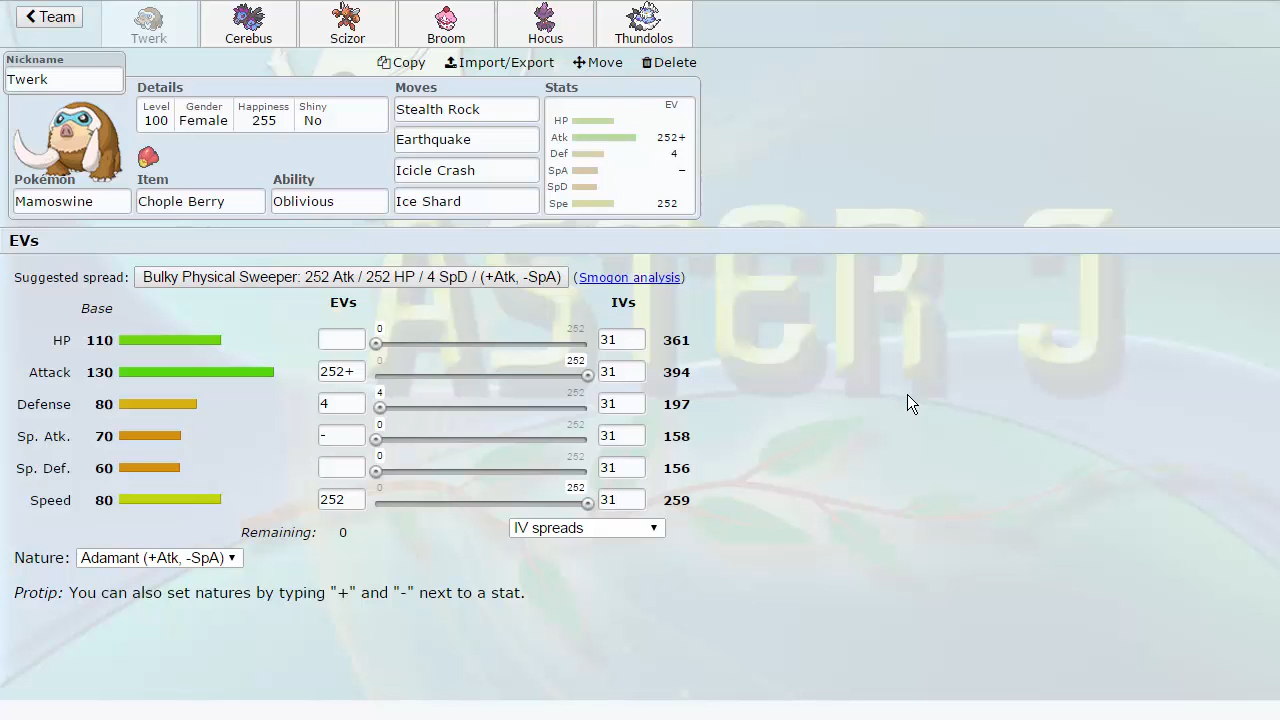 Team
Twerk
Cerebus
Scizor
Broom
Hocus
Thundolos
Nickname
Twerk
Copy
Import/Export
Move
Delete
Details
Level
100
Gender
Female
Happiness
255
Shiny
No
Pokémon
Mamoswine
Item
Chople Berry
Ability
Oblivious
Moves
Stealth Rock
Earthquake
Icicle Crash
Ice Shard
Stats
EV
HP
Atk 252+
Def 4
SpA −
SpD
Spe 252
EVs
Suggested spread: Bulky Physical Sweeper: 252 Atk / 252 HP / 4 SpD / (+Atk, -SpA) (Smogon analysis)
Base EVs IVs
HP 110 0 252 31 361
Attack 130 252+ 0 252 31 394
Defense 80 4 4 252 31 197
Sp. Atk. 70 - 0 252 31 158
Sp. Def. 60 0 252 31 156
Speed 80 252 0 252 31 259
Remaining: 0 IV spreads
Nature: Adamant (+Atk, -SpA)
Protip: You can also set natures by typing "+" and "-" next to a stat.
ASTER J